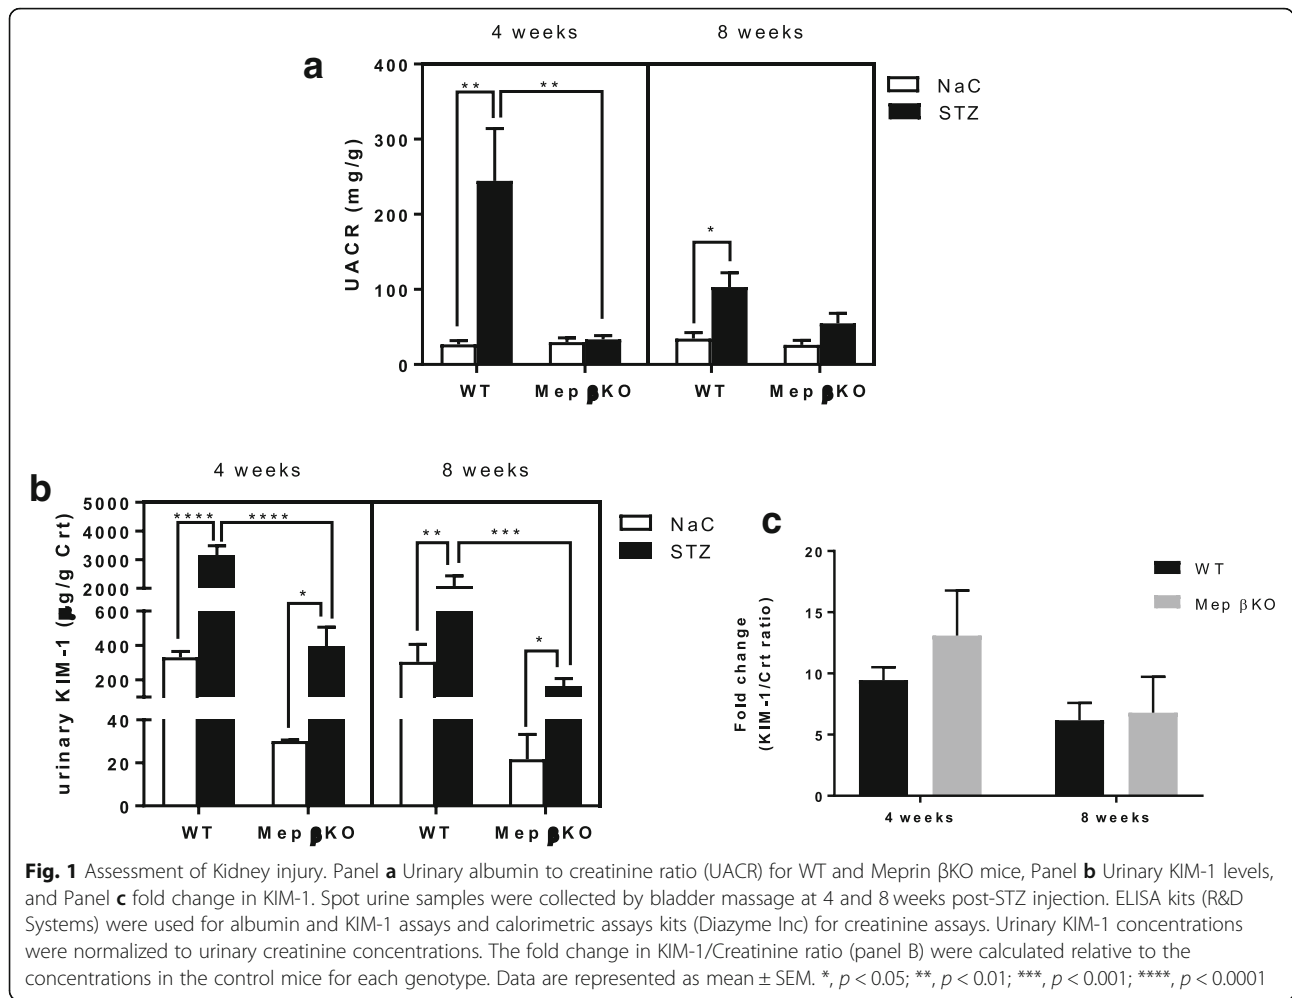 4 weeks 8 weeks
a
400
300
200
100
0
UACR (mg/g)
** **
*
NaC
STZ
WT Mep βKO WT Mep βKO
b
4 weeks 8 weeks
5000
4000
3000
2000
600
400
200
40
20
0
urinary KIM-1 (µg/g Crt)
**** ****
*
** ***
*
NaC
STZ
WT Mep βKO WT Mep βKO
c
20
15
10
5
0
Fold change
(KIM-1/Crt ratio)
WT
Mep βKO
4 weeks 8 weeks
Fig. 1 Assessment of Kidney injury. Panel a Urinary albumin to creatinine ratio (UACR) for WT and Meprin βKO mice, Panel b Urinary KIM-1 levels,
and Panel c fold change in KIM-1. Spot urine samples were collected by bladder massage at 4 and 8 weeks post-STZ injection. ELISA kits (R&D
Systems) were used for albumin and KIM-1 assays and calorimetric assays kits (Diazyme Inc) for creatinine assays. Urinary KIM-1 concentrations
were normalized to urinary creatinine concentrations. The fold change in KIM-1/Creatinine ratio (panel B) were calculated relative to the
concentrations in the control mice for each genotype. Data are represented as mean ± SEM. *, p < 0.05; **, p < 0.01; ***, p < 0.001; ****, p < 0.0001